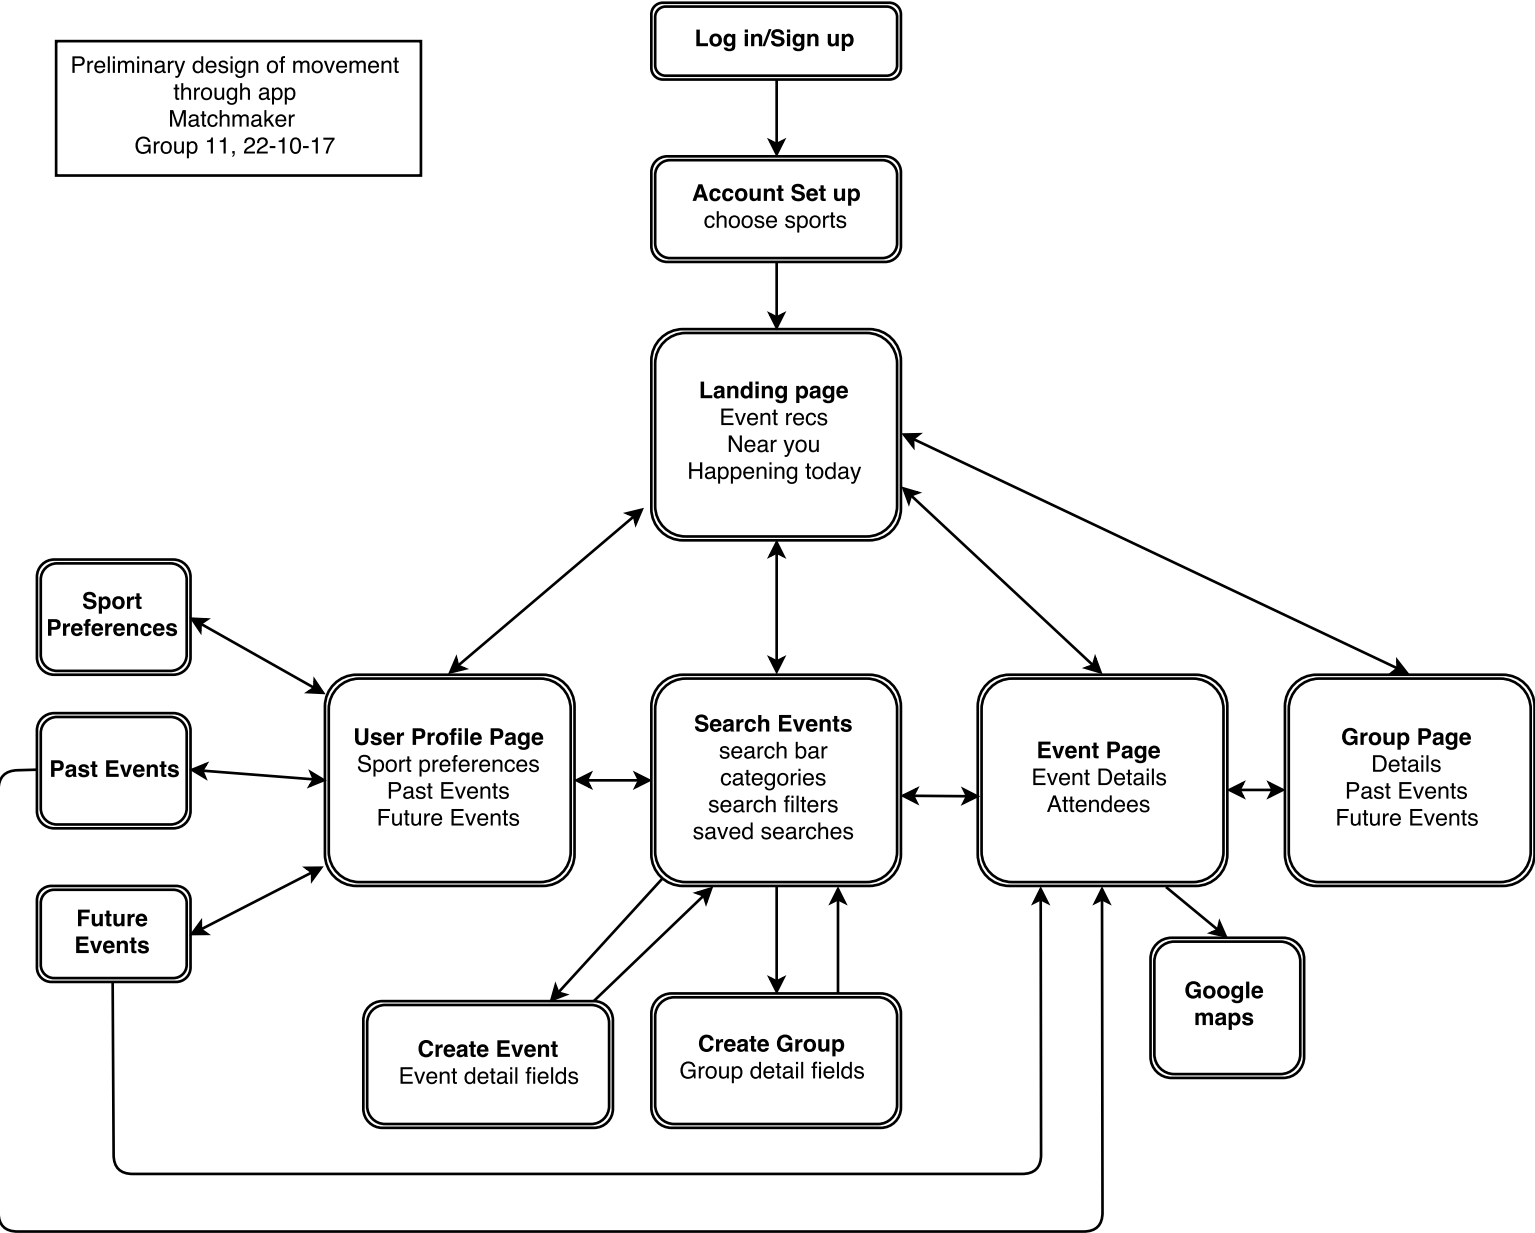 Preliminary design of movement
through app
Matchmaker
Group 11, 22-10-17
Log in/Sign up
Account Set up
choose sports
Landing page
Event recs
Near you
Happening today
Sport
Preferences
Past Events
Future
Events
User Profile Page
Sport preferences
Past Events
Future Events
Search Events
search bar
categories
search filters
saved searches
Event Page
Event Details
Attendees
Group Page
Details
Past Events
Future Events
Create Event
Event detail fields
Create Group
Group detail fields
Google
maps